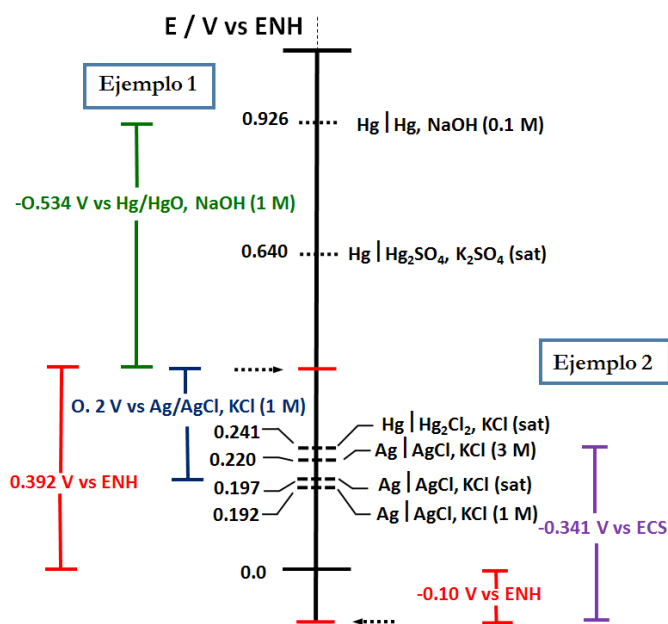 E / V vs ENH
Ejemplo 1
0.926
Hg | Hg, NaOH (0.1 M)
-O.534 V vs Hg/HgO, NaOH (1 M)
0.640
Hg | Hg₂SO₄, K₂SO₄ (sat)
Ejemplo 2
O. 2 V vs Ag/AgCl, KCl (1 M)
Hg | Hg₂Cl₂, KCl (sat)
0.241
Ag | AgCl, KCl (3 M)
0.220
0.392 V vs ENH
0.197
Ag | AgCl, KCl (sat)
0.192
Ag | AgCl, KCl (1 M)
-0.341 V vs ECS
0.0
-0.10 V vs ENH